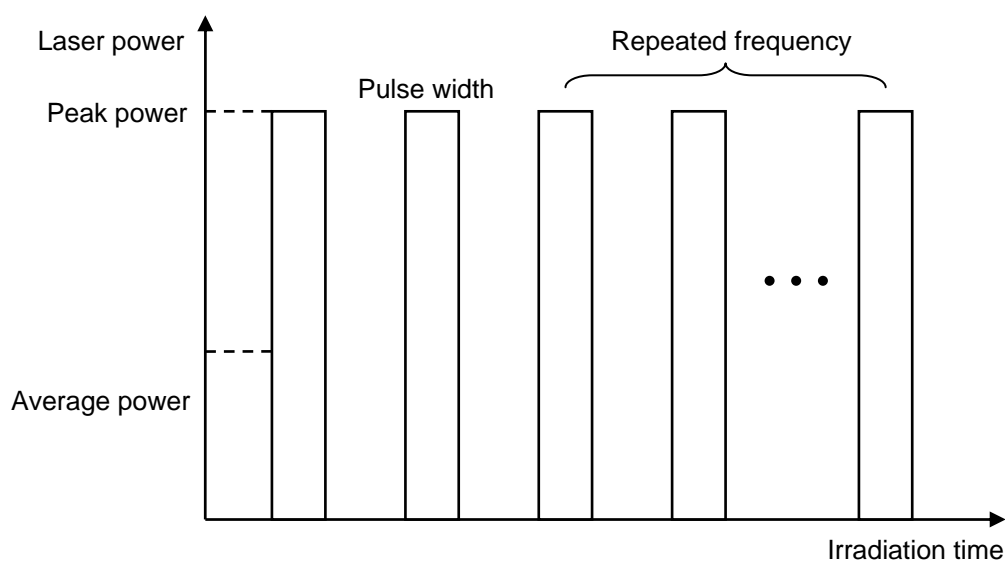 Laser power
Repeated frequency
Pulse width
Peak power
Average power
Irradiation time